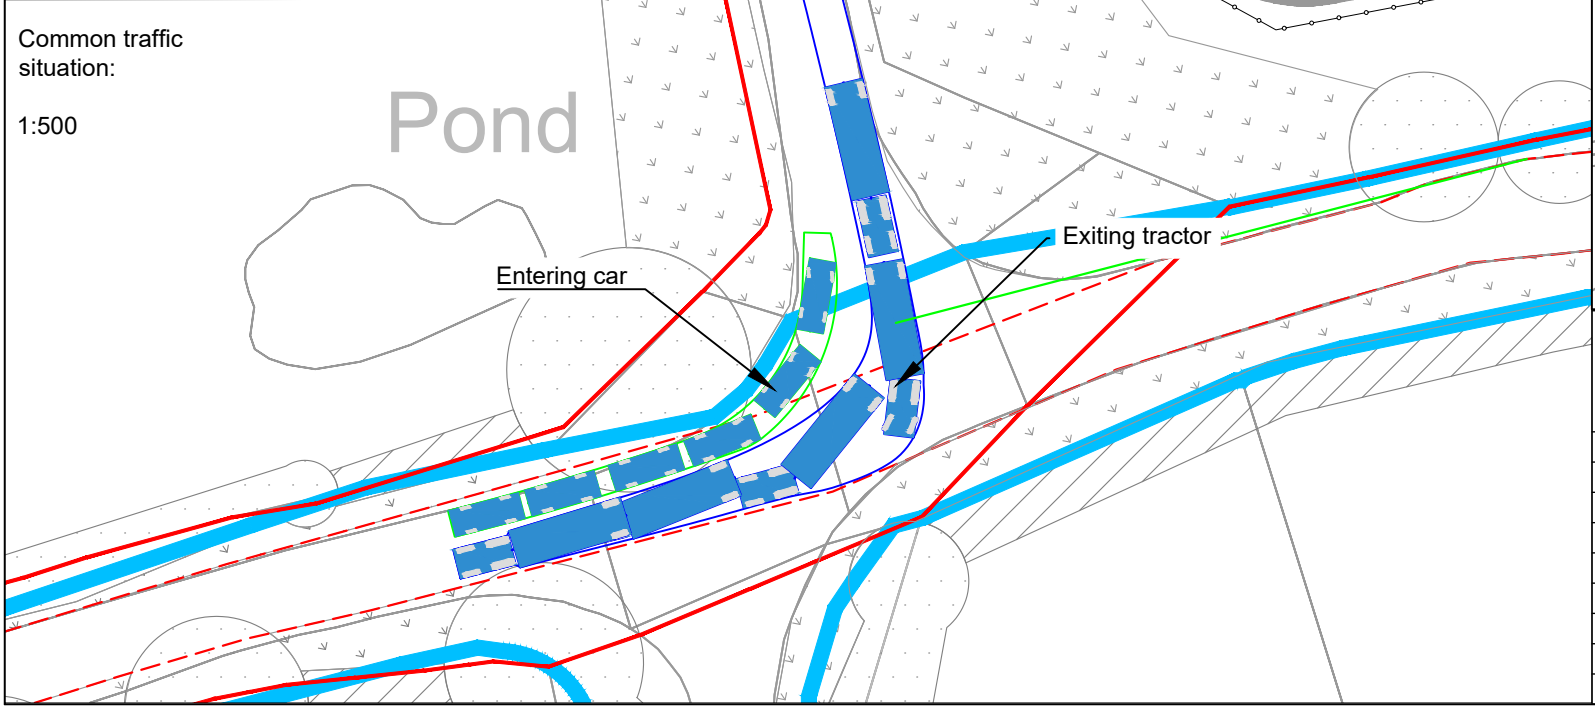 Common traffic
situation:
1:500
Pond
Entering car
Exiting tractor